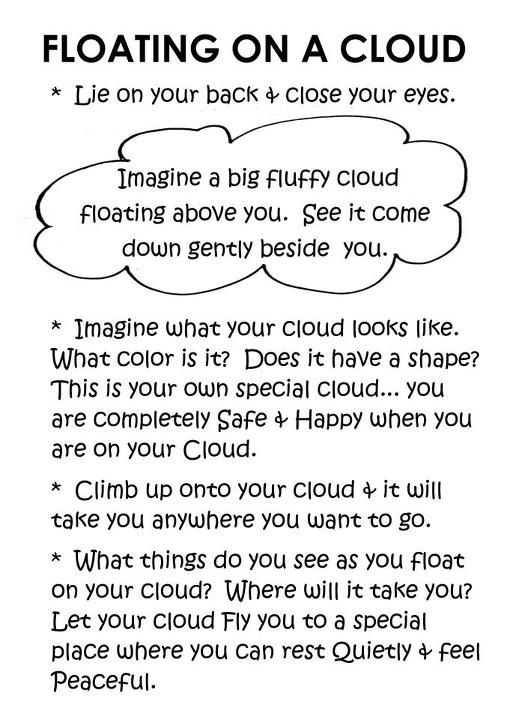 FLOATING ON A CLOUD
* Lie on your back & close your eyes.
Imagine a big fluffy cloud
floating above you. See it come
down gently beside you.
* Imagine what your cloud looks like.
What color is it? Does it have a shape?
This is your own special cloud... you
are completely Safe & Happy when you
are on your Cloud.
* Climb up onto your cloud & it will
take you anywhere you want to go.
* What things do you see as you float
on your cloud? Where will it take you?
Let your cloud Fly you to a special
place where you can rest Quietly & feel
Peaceful.